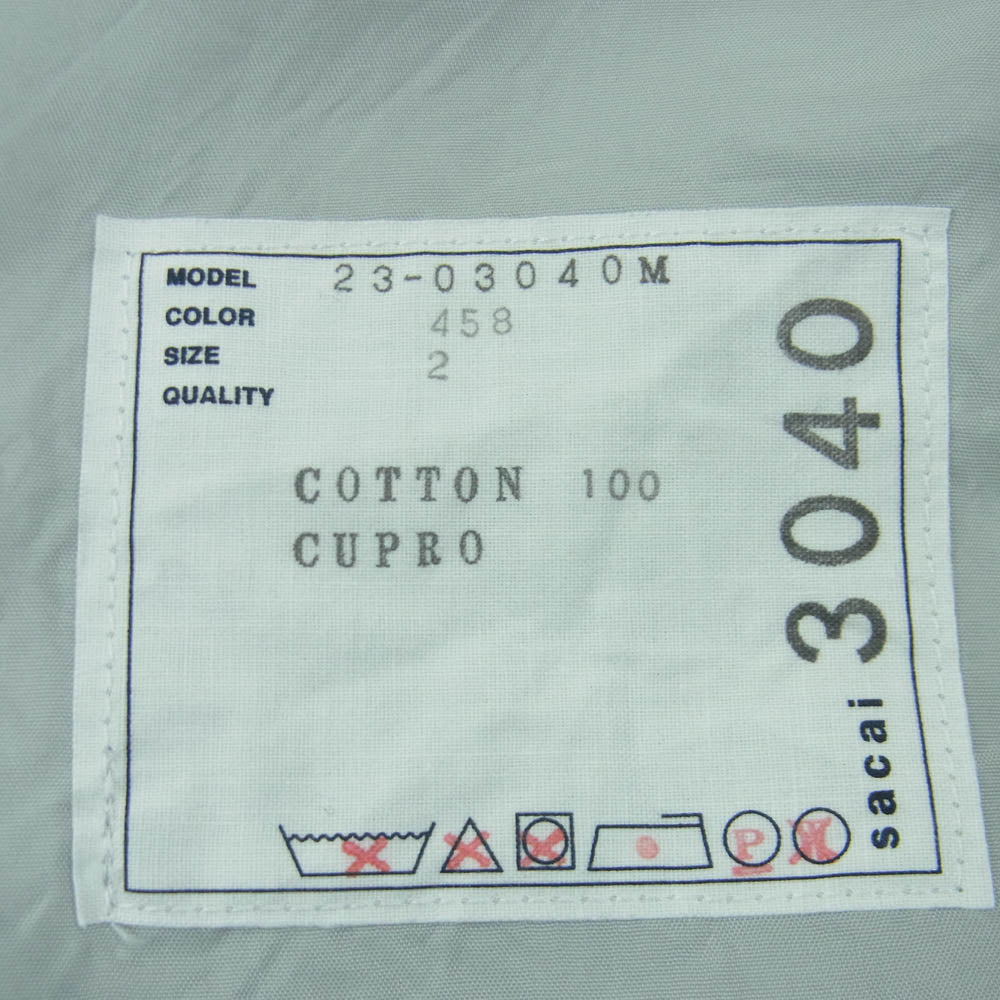 MODEL 23-03040M
COLOR 458
SIZE 2
QUALITY
COTTON 100
CUPRO
sacai 3040
P
W